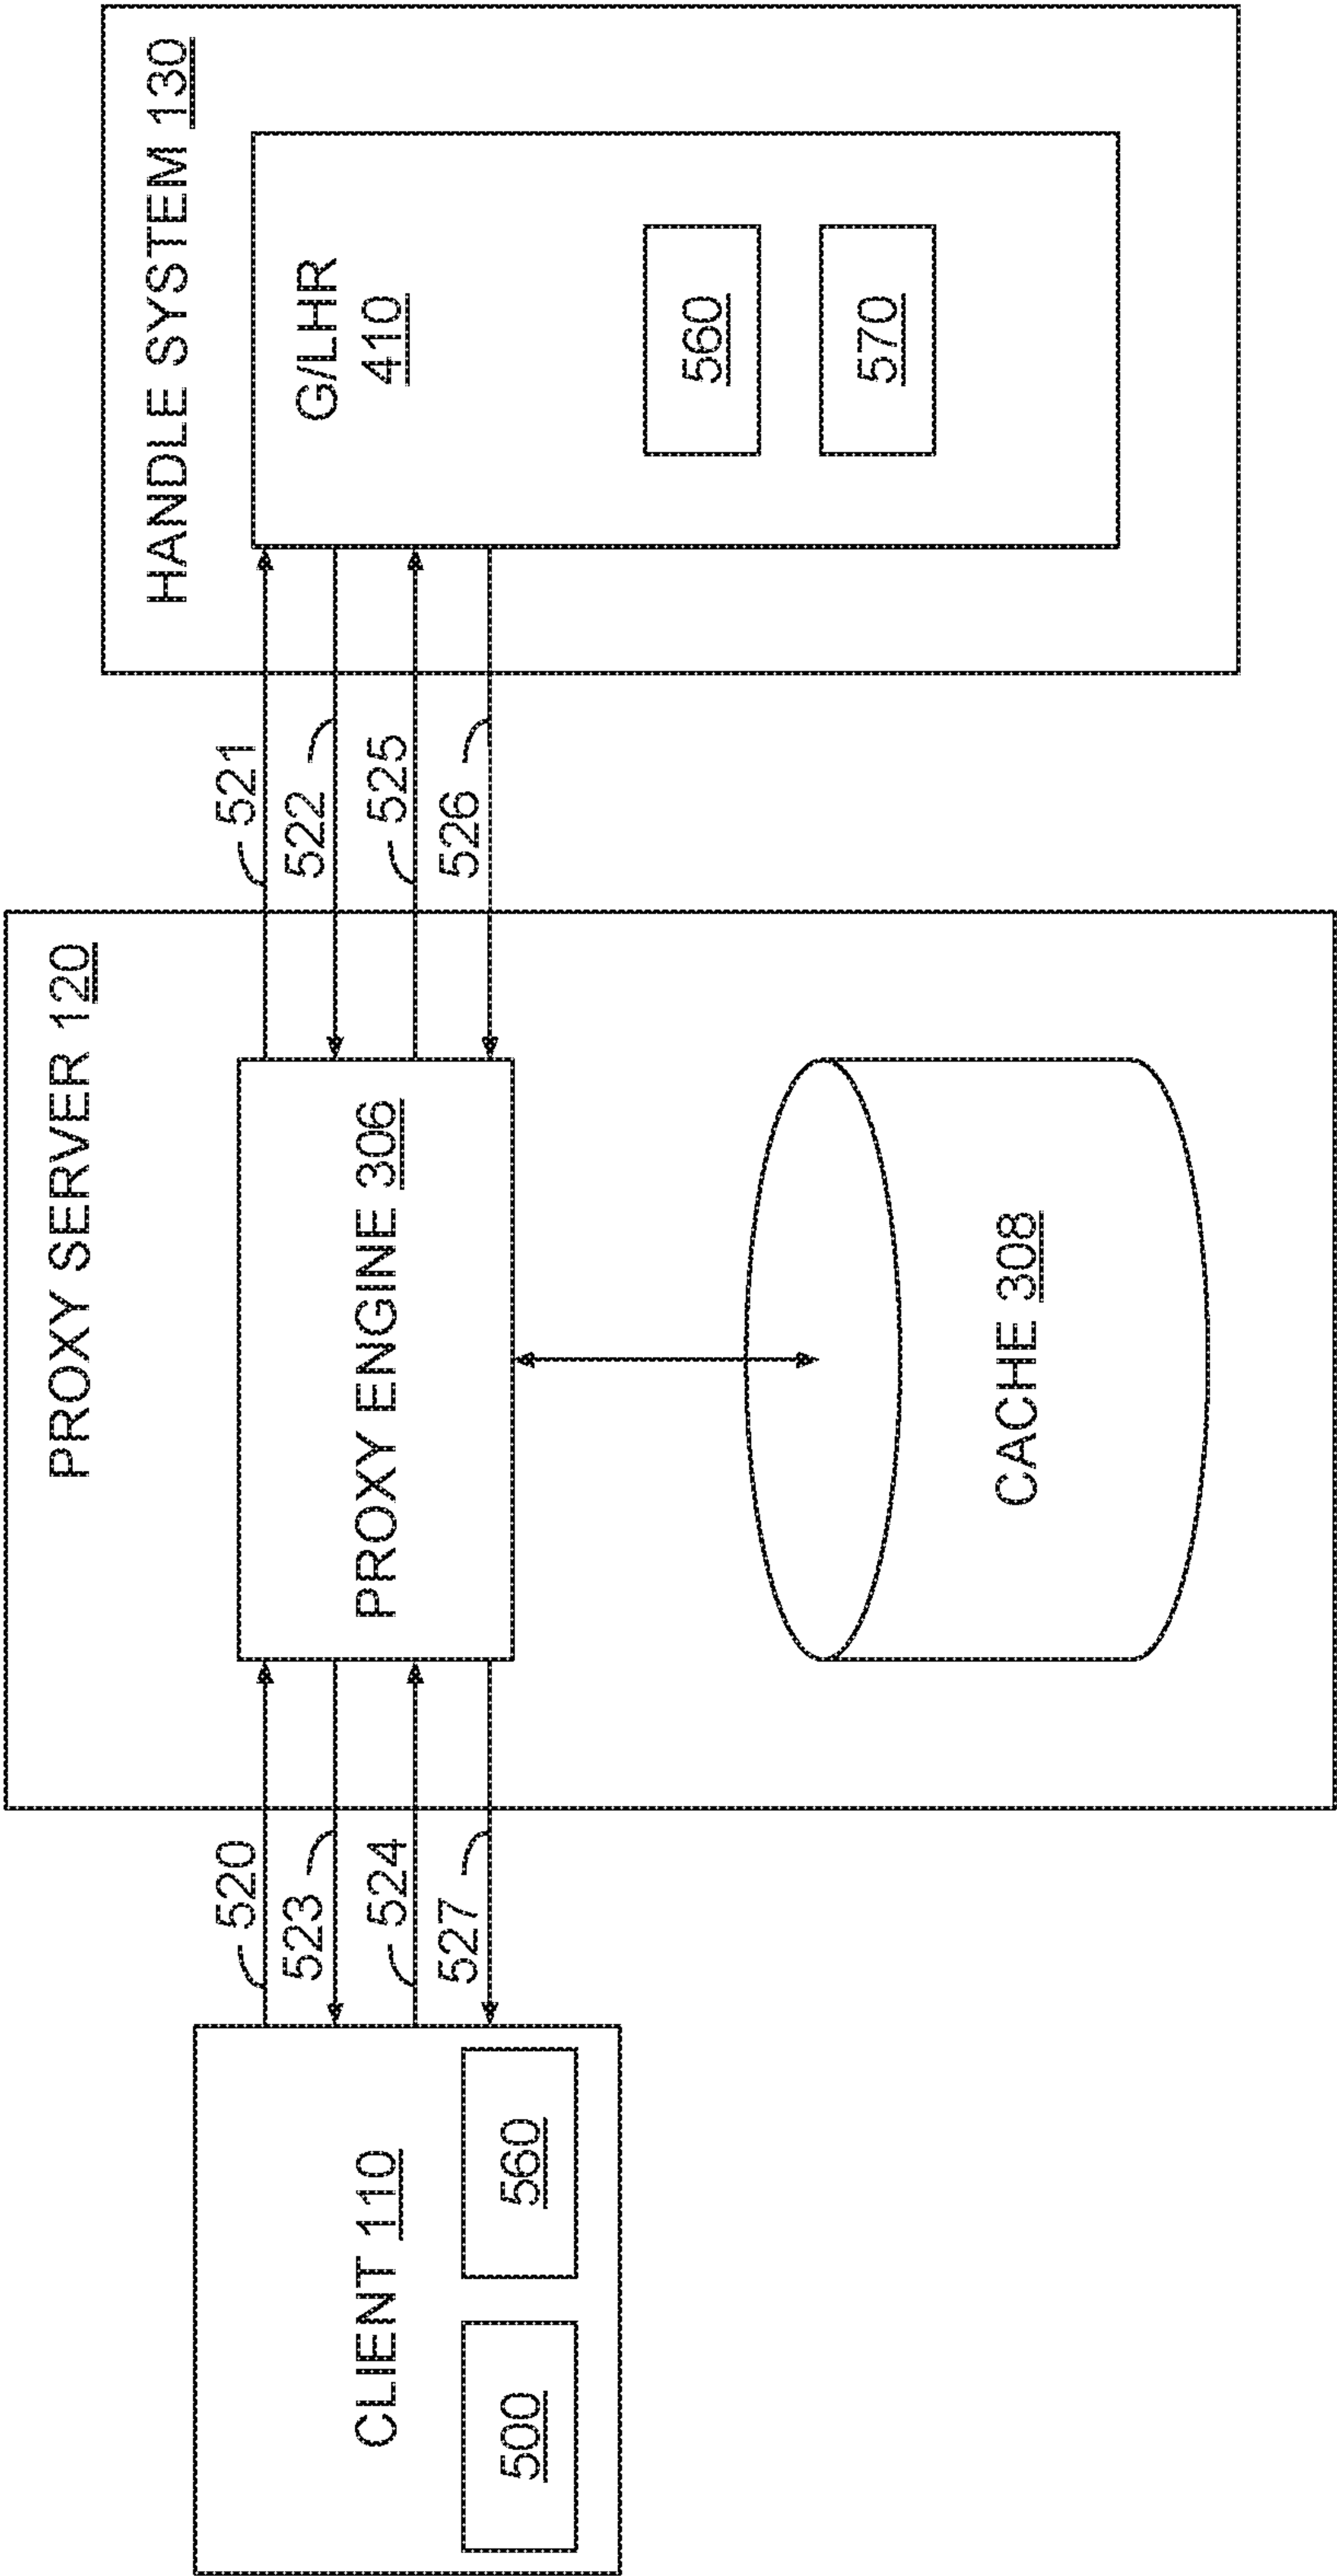 CLIENT 110
500
560
520
523
524
527
PROXY SERVER 120
PROXY ENGINE 306
CACHE 308
521
522
525
526
HANDLE SYSTEM 130
G/LHR
410
560
570